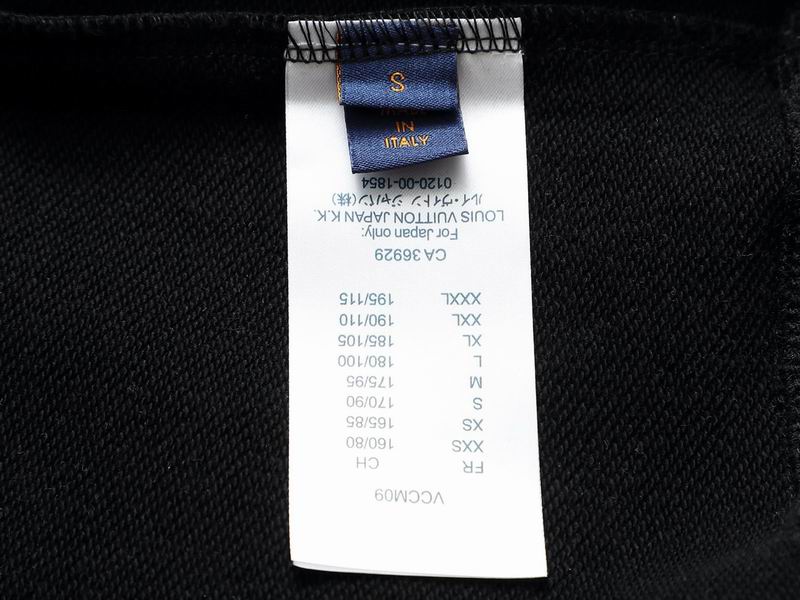 S
IN
ITALY
VCCM09
FR CH
XXS 160/80
XS 165/85
S 170/90
M 175/95
L 180/100
XL 185/105
XXL 190/110
XXXL 195/115
CA 36929
For Japan only:
LOUIS VUITTON JAPAN K.K.
ルイ・ヴィトン ジャパン(株)
0120-00-1854